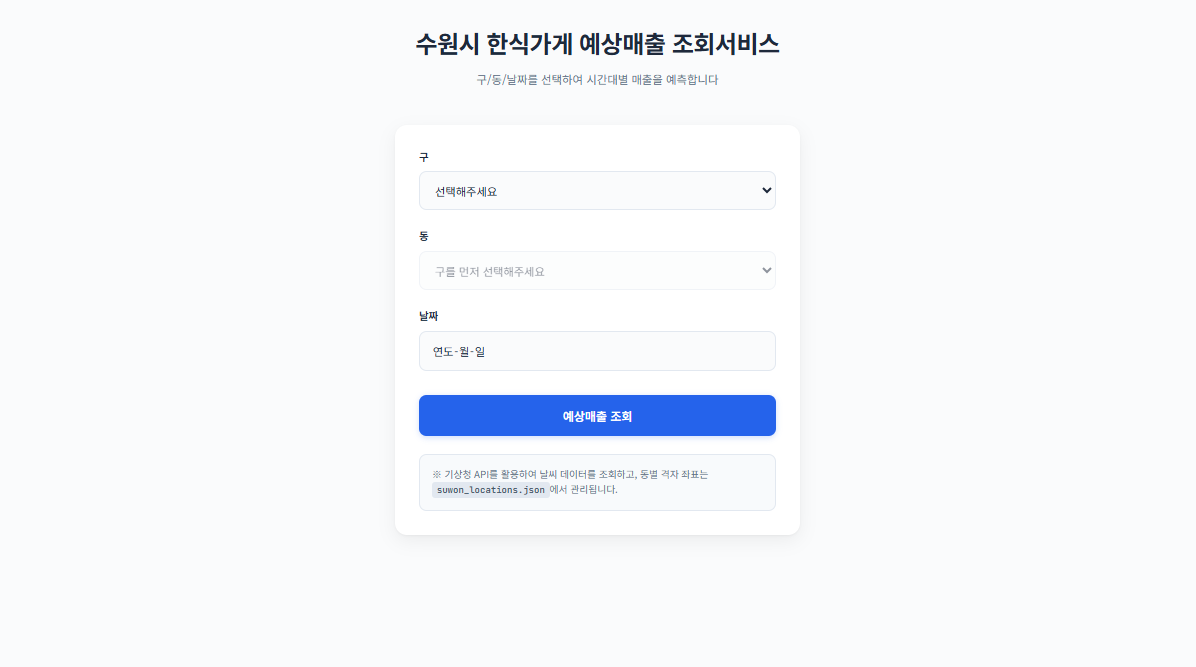 수원시 한식가게 예상매출 조회서비스
구/동/날짜를 선택하여 시간대별 매출을 예측합니다
구
선택해주세요
동
구를 먼저 선택해주세요
날짜
연도-월-일
예상매출 조회
※ 기상청 API를 활용하여 날씨 데이터를 조회하고, 동별 격자 좌표는
suwon_locations.json에서 관리됩니다.